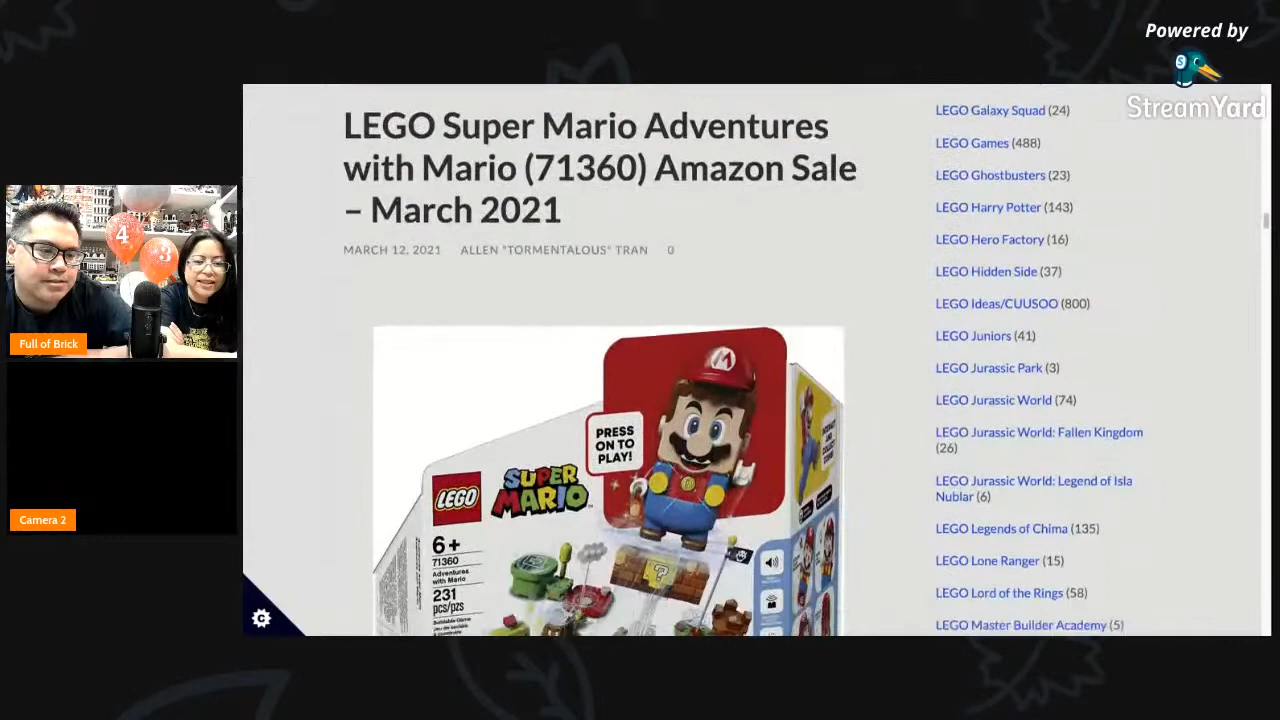 Powered by
StreamYard
LEGO Super Mario Adventures
with Mario (71360) Amazon Sale
– March 2021
MARCH 12, 2021 ALLEN "TORMENTALOUS" TRAN 0
PRESS
ON TO
PLAY!
LEGO
SUPER
MARIO
6+
71360
Adventures
with Mario
231
pcs/pzs
LEGO Galaxy Squad (24)
LEGO Games (488)
LEGO Ghostbusters (23)
LEGO Harry Potter (143)
LEGO Hero Factory (16)
LEGO Hidden Side (37)
LEGO Ideas/CUUSOO (800)
LEGO Juniors (41)
LEGO Jurassic Park (3)
LEGO Jurassic World (74)
LEGO Jurassic World: Fallen Kingdom
(26)
LEGO Jurassic World: Legend of Isla
Nublar (6)
LEGO Legends of Chima (135)
LEGO Lone Ranger (15)
LEGO Lord of the Rings (58)
LEGO Master Builder Academy (5)
4
3
Full of Brick
Camera 2